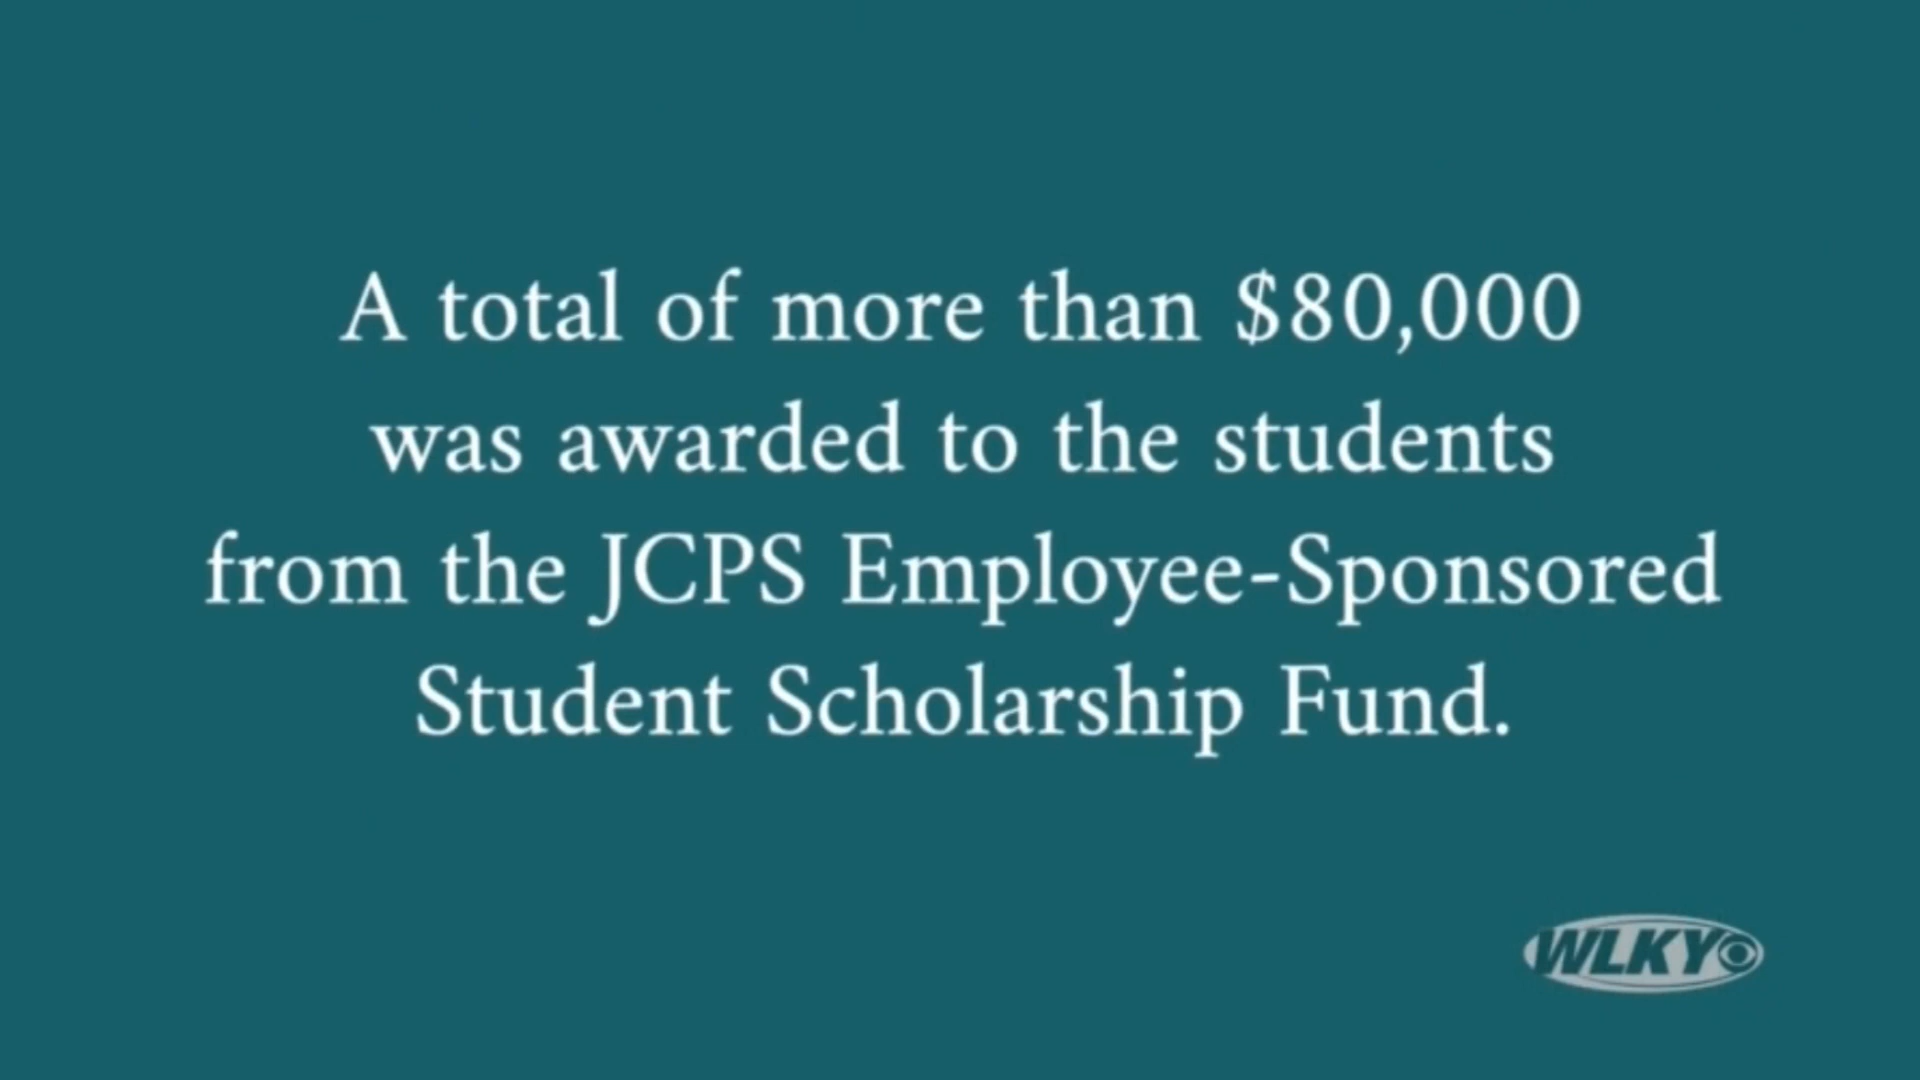 A total of more than $80,000
was awarded to the students
from the JCPS Employee-Sponsored
Student Scholarship Fund.
WLKY